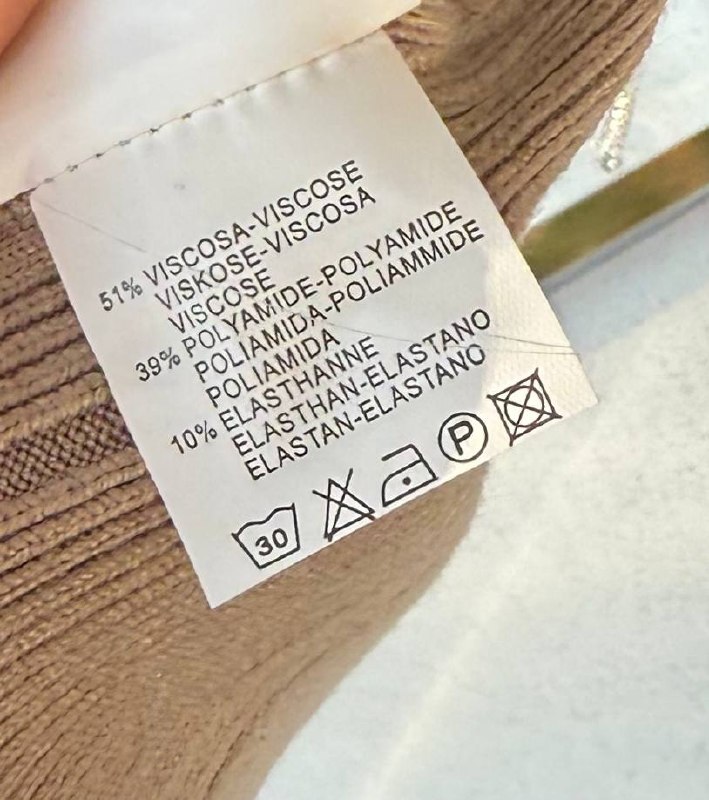 51% VISCOSA-VISCOSE
VISKOSE-VISCOSA
VISCOSE
39% POLYAMIDE-POLYAMIDE
POLIAMIDA-POLIAMMIDE
POLIAMIDA
10% ELASTHANNE
ELASTHAN-ELASTANO
ELASTAN-ELASTANO
30 P